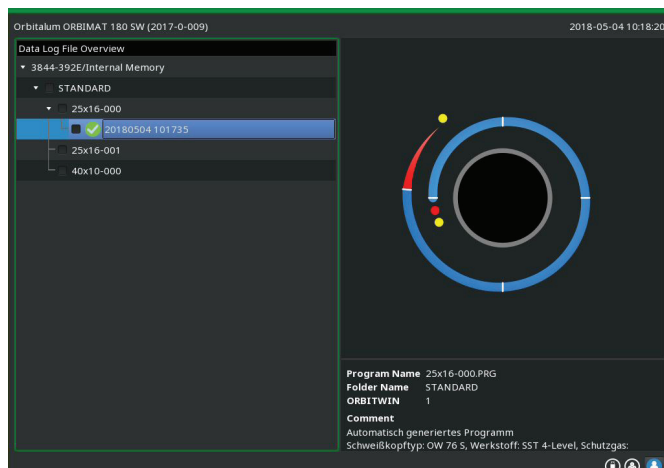 Orbitalum ORBIMAT 180 SW (2017-0-009)
2018-05-04 10:18:20
Data Log File Overview
3844-392E/Internal Memory
STANDARD
25x16-000
20180504 101735
25x16-001
40x10-000
Program Name 25x16-000.PRG
Folder Name STANDARD
ORBITWIN 1
Comment
Automatisch generiertes Programm
Schweißkopftyp: OW 76 S, Werkstoff: SST 4-Level, Schutzgas: